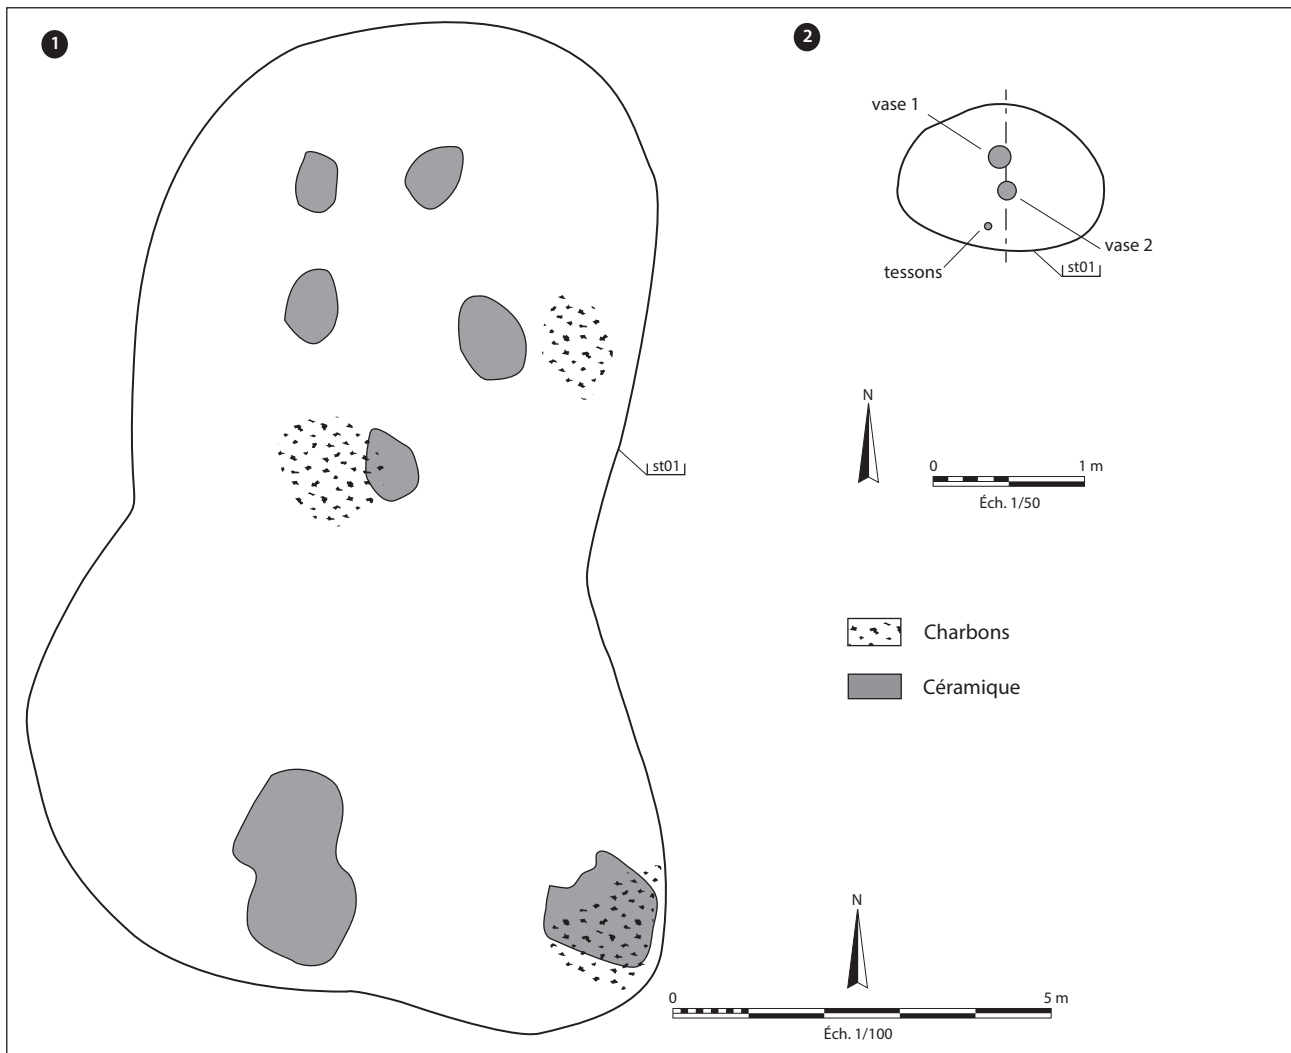 1
2
vase 1
vase 2
tessons
st01
st01
N
0 1 m
Éch. 1/50
Charbons
Céramique
N
0 5 m
Éch. 1/100